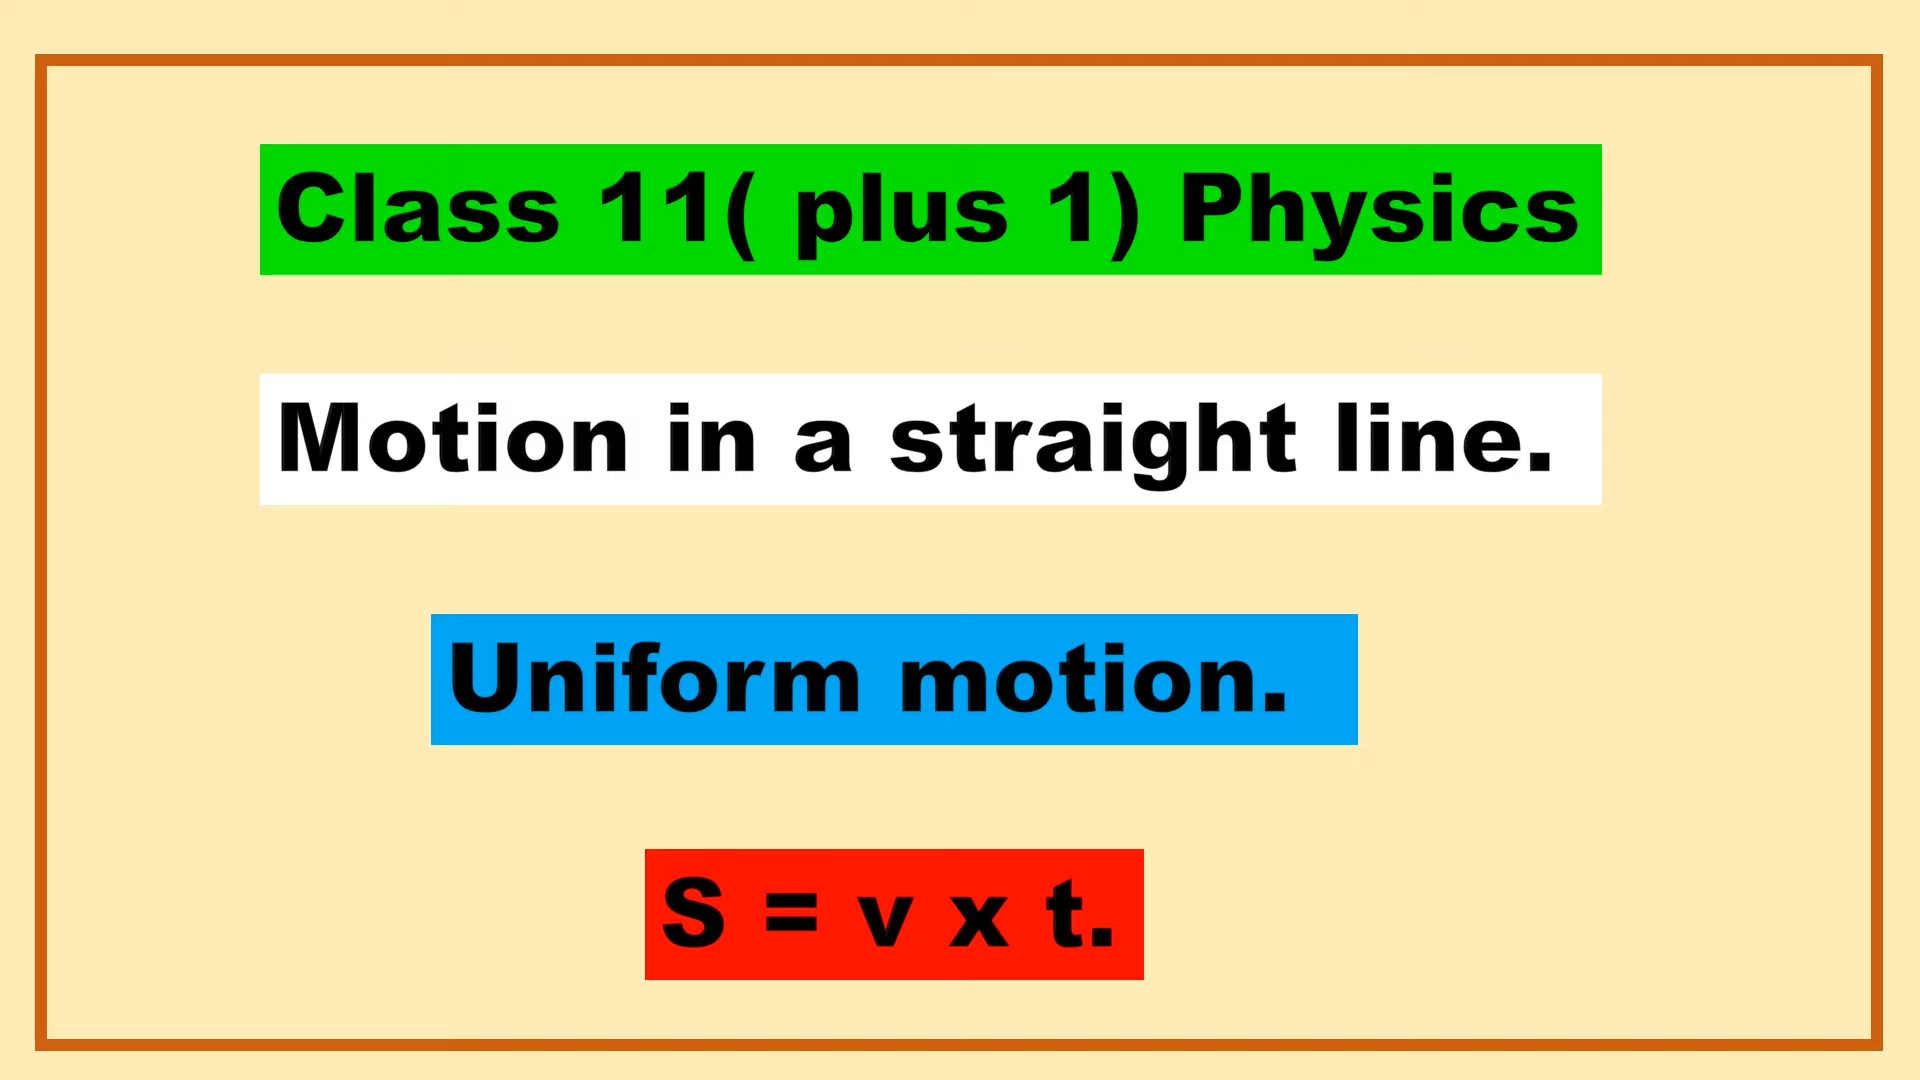 Class 11( plus 1) Physics
Motion in a straight line.
Uniform motion.
S = v x t.